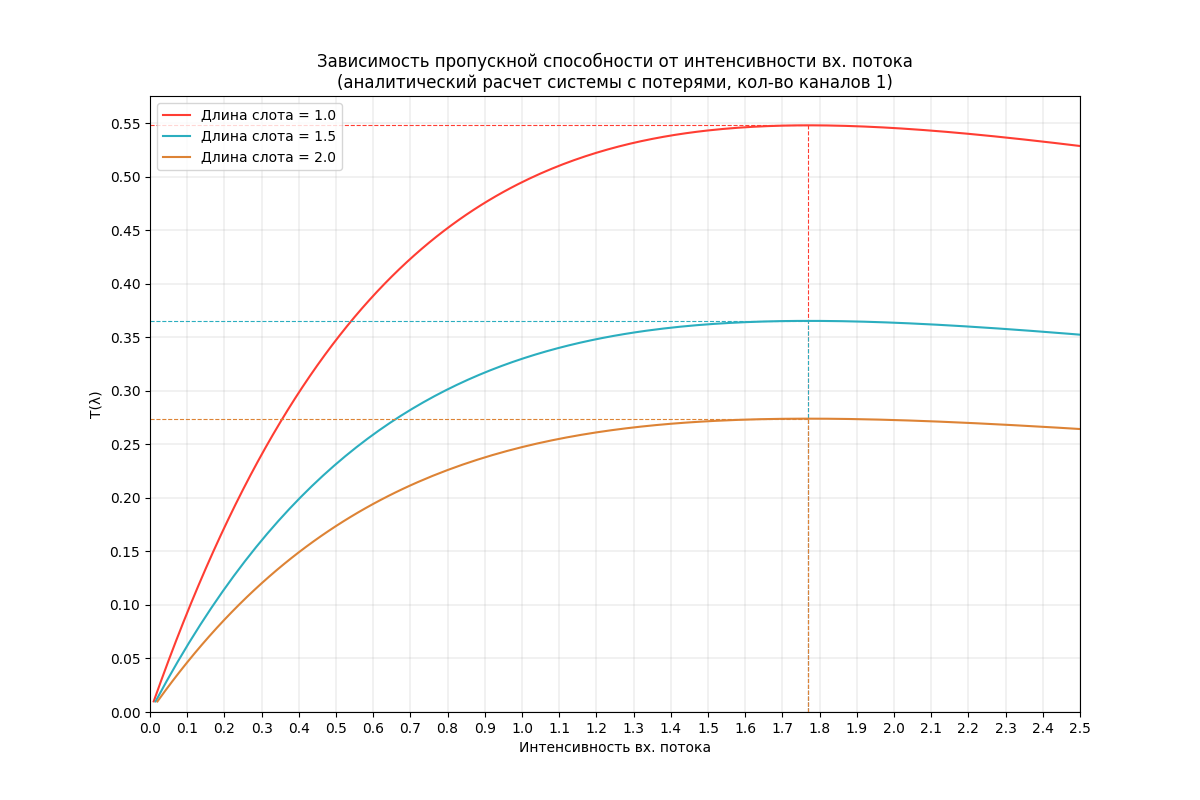 Зависимость пропускной способности от интенсивности вх. потока
(аналитический расчет системы с потерями, кол-во каналов 1)
Длина слота = 1.0
Длина слота = 1.5
Длина слота = 2.0
T(λ)
0.55
0.50
0.45
0.40
0.35
0.30
0.25
0.20
0.15
0.10
0.05
0.00
0.0 0.1 0.2 0.3 0.4 0.5 0.6 0.7 0.8 0.9 1.0 1.1 1.2 1.3 1.4 1.5 1.6 1.7 1.8 1.9 2.0 2.1 2.2 2.3 2.4 2.5
Интенсивность вх. потока